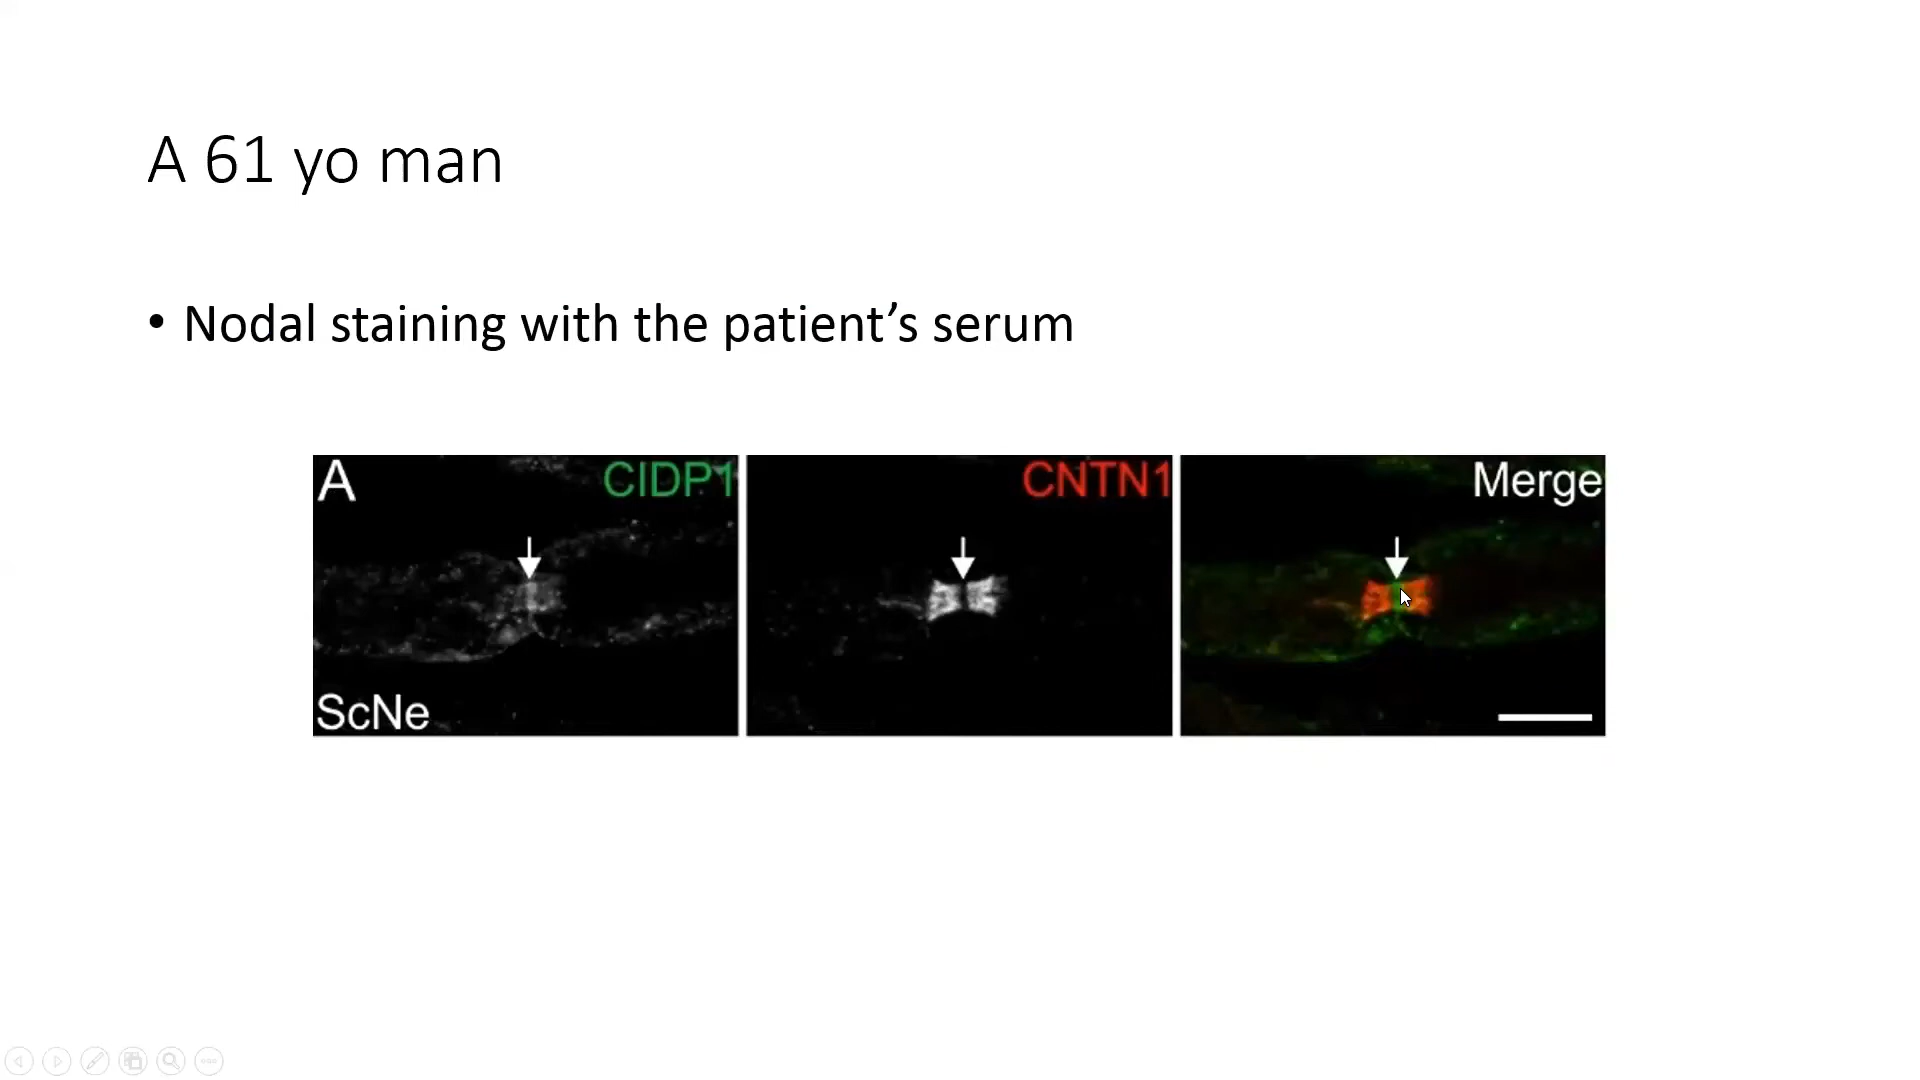 A 61 yo man
• Nodal staining with the patient’s serum
A CIDP1 CNTN1 Merge
ScNe